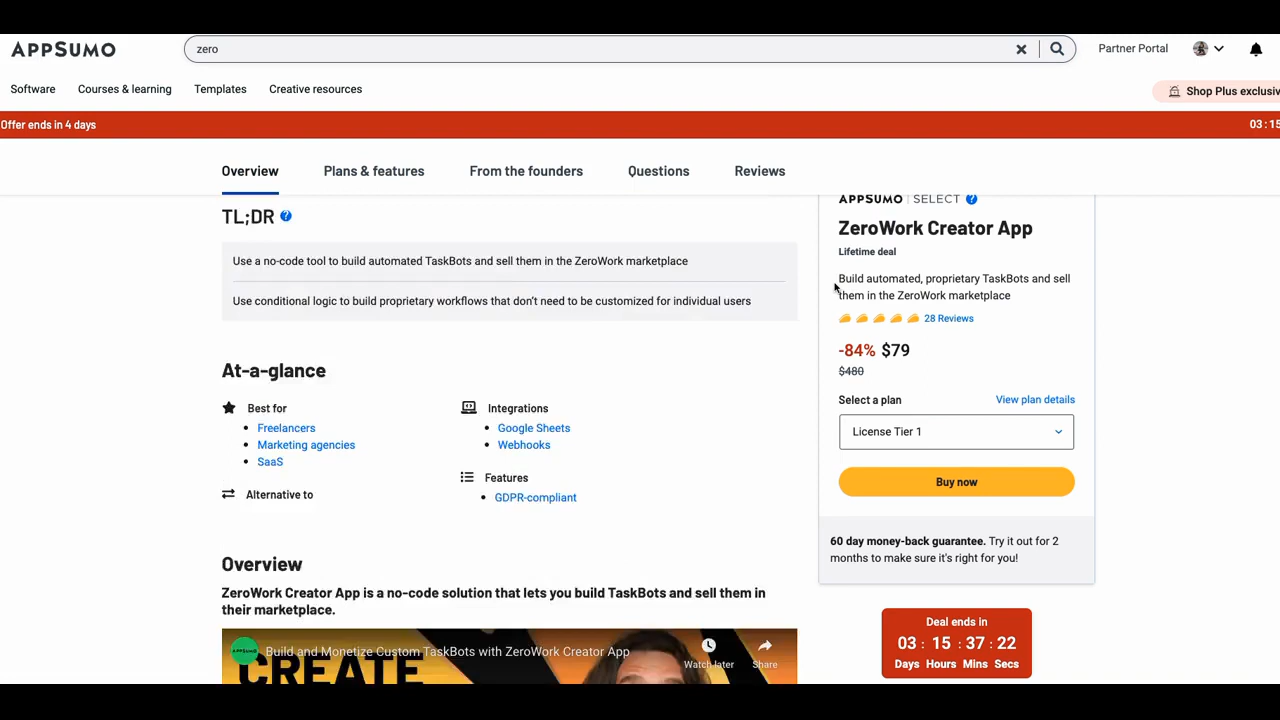 APPSUMO
zero
Partner Portal
Software
Courses & learning
Templates
Creative resources
Shop Plus exclusiv
Offer ends in 4 days
03 : 15
Overview
Plans & features
From the founders
Questions
Reviews
TL;DR ?
Use a no-code tool to build automated TaskBots and sell them in the ZeroWork marketplace
Use conditional logic to build proprietary workflows that don't need to be customized for individual users
At-a-glance
Best for
Freelancers
Marketing agencies
SaaS
Alternative to
Integrations
Google Sheets
Webhooks
Features
GDPR-compliant
Overview
ZeroWork Creator App is a no-code solution that lets you build TaskBots and sell them in
their marketplace.
APPSUMO
Build and Monetize Custom TaskBots with ZeroWork Creator App
Watch later
Share
CREATE
APPSUMO | SELECT ?
ZeroWork Creator App
Lifetime deal
Build automated, proprietary TaskBots and sell
them in the ZeroWork marketplace
28 Reviews
-84% $79
$480
Select a plan
View plan details
License Tier 1
Buy now
60 day money-back guarantee. Try it out for 2
months to make sure it's right for you!
Deal ends in
03 : 15 : 37 : 22
Days Hours Mins Secs